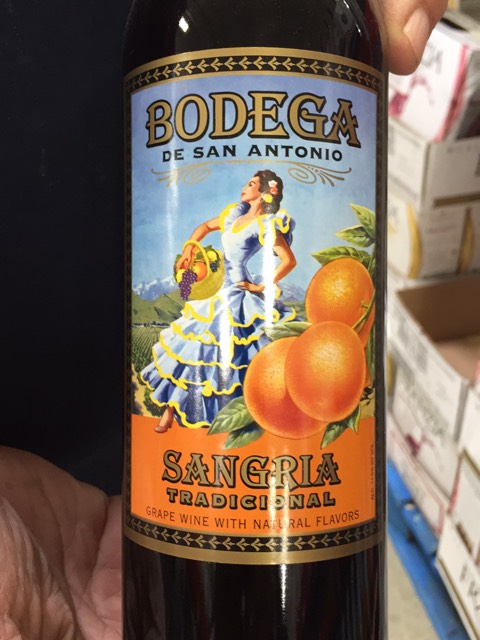 BODEGA
DE SAN ANTONIO
SANGRIA
TRADICIONAL
GRAPE WINE WITH NATURAL FLAVORS